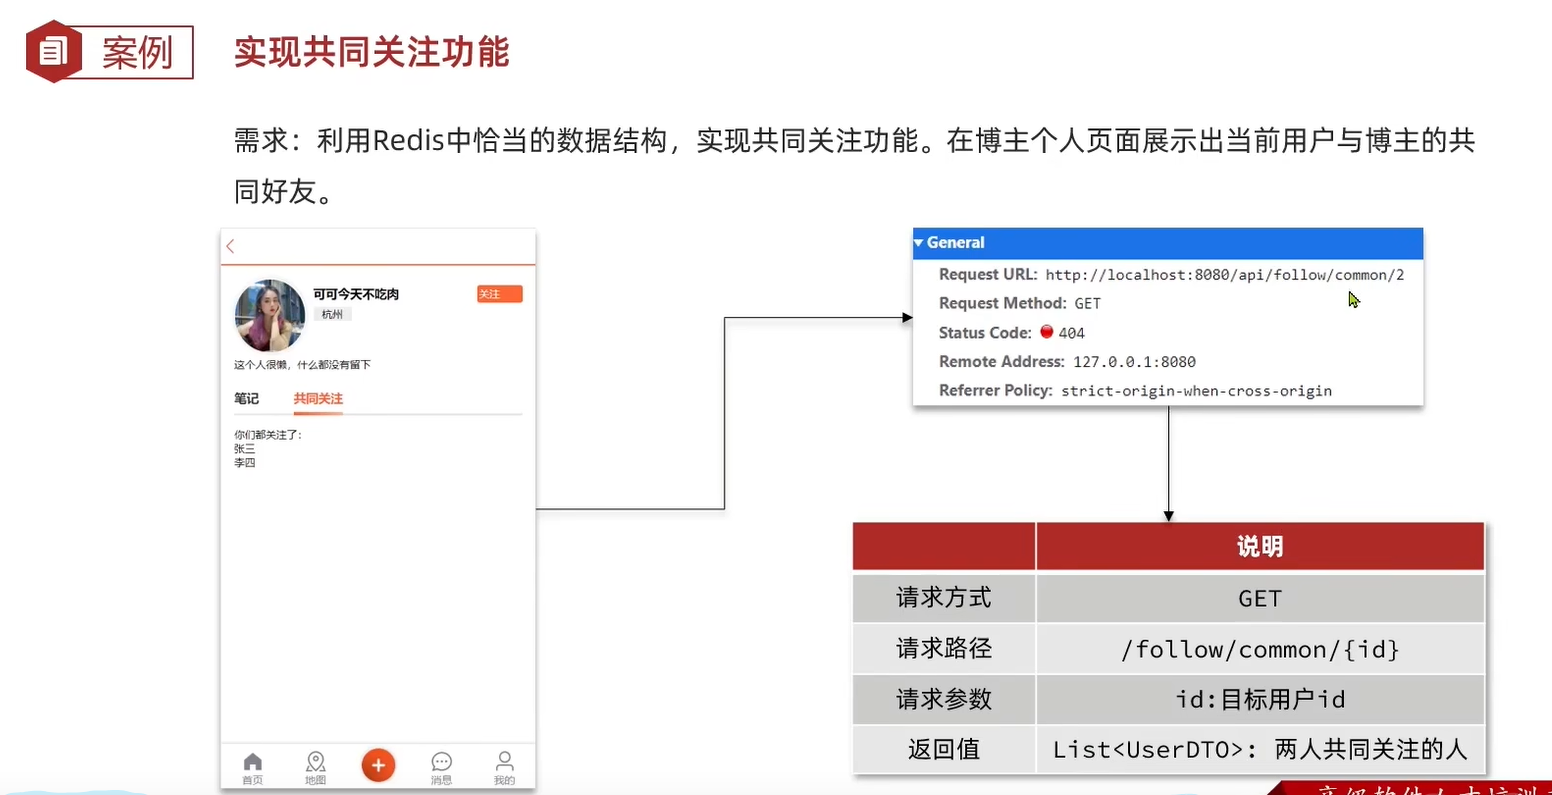 案例
实现共同关注功能
需求：利用Redis中恰当的数据结构，实现共同关注功能。在博主个人页面展示出当前用户与博主的共
同好友。
可可今天不吃肉
关注
杭州
这个人很懒，什么都没有留下
笔记 共同关注
你们都关注了：
张三
李四
首页 地图 消息 我的
General
Request URL: http://localhost:8080/api/follow/common/2
Request Method: GET
Status Code: 404
Remote Address: 127.0.0.1:8080
Referrer Policy: strict-origin-when-cross-origin
说明
请求方式 GET
请求路径 /follow/common/{id}
请求参数 id:目标用户id
返回值 List<UserDTO>: 两人共同关注的人